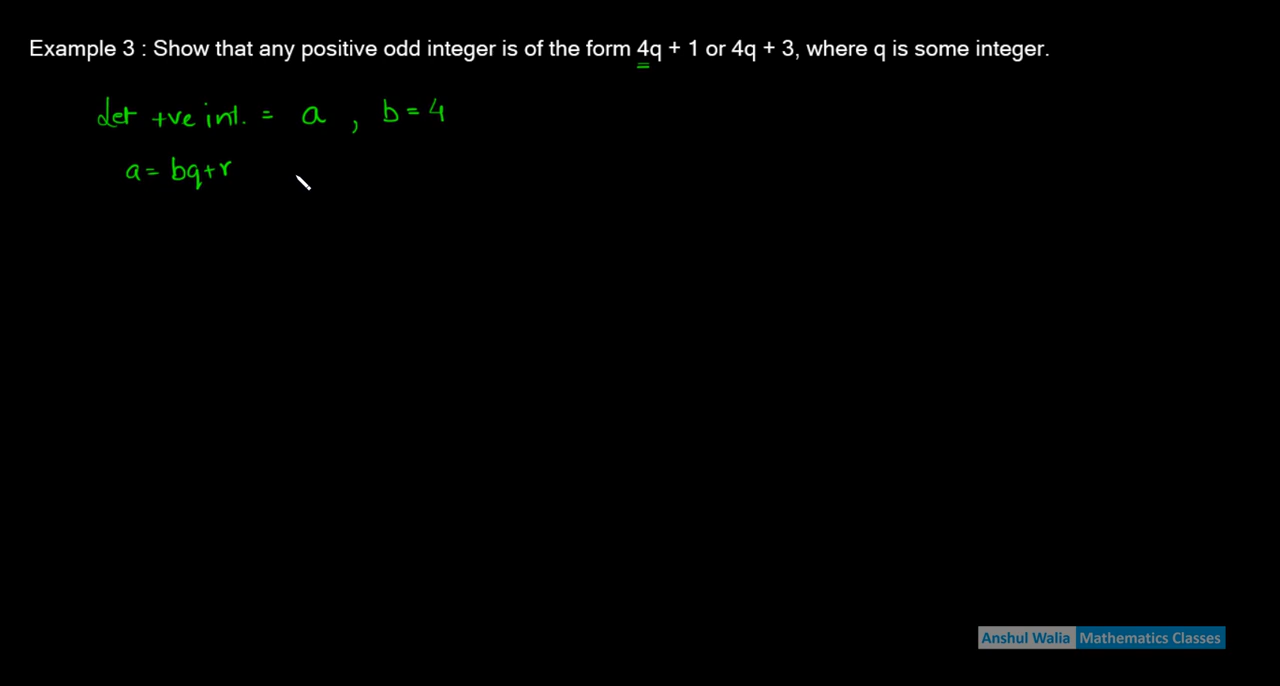 Example 3 : Show that any positive odd integer is of the form 4q + 1 or 4q + 3, where q is some integer.
Let +ve int. = a , b = 4
a = bq + r
Anshul Walia Mathematics Classes